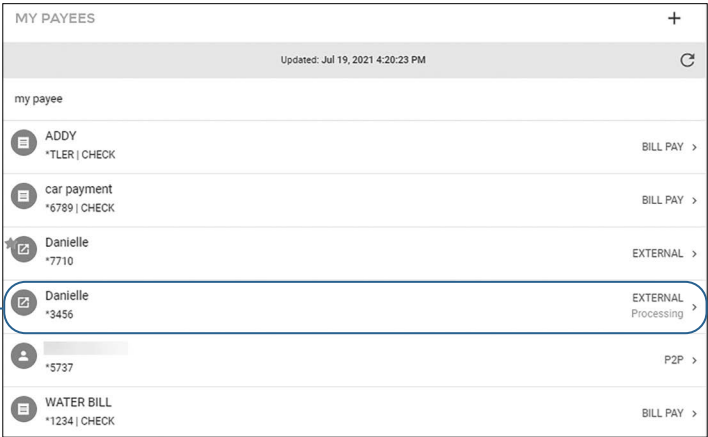 MY PAYEES
Updated: Jul 19, 2021 4:20:23 PM
my payee
ADDY
*TLER | CHECK
BILL PAY
car payment
*6789 | CHECK
BILL PAY
Danielle
*7710
EXTERNAL
Danielle
*3456
EXTERNAL
Processing
*5737
P2P
WATER BILL
*1234 | CHECK
BILL PAY